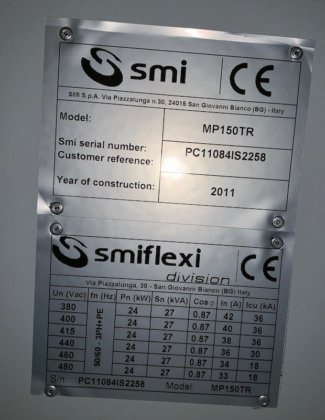 smi CE
SMI S.p.A. Via Piazzalunga n.30, 24015 San Giovanni Bianco (BG) - Italy
Model: MP150TR
Smi serial number: PC11084IS2258
Customer reference:
Year of construction: 2011
smiflexi CE
division
Via Piazzalunga, 30 - San Giovanni Bianco (BG) Italy
Un (Vac) fn (Hz) Pn (kW) Sn (kVA) Cosφ In (A) Icu (kA)
50/60 - 3PH+PE
380 24 27 0.87 42 36
400 24 27 0.87 40 36
415 24 27 0.87 38 36
440 24 27 0.87 36 30
460 24 27 0.87 34 18
480 24 27 0.87 33 18
S/n: PC11084IS2258 Model: MP150TR